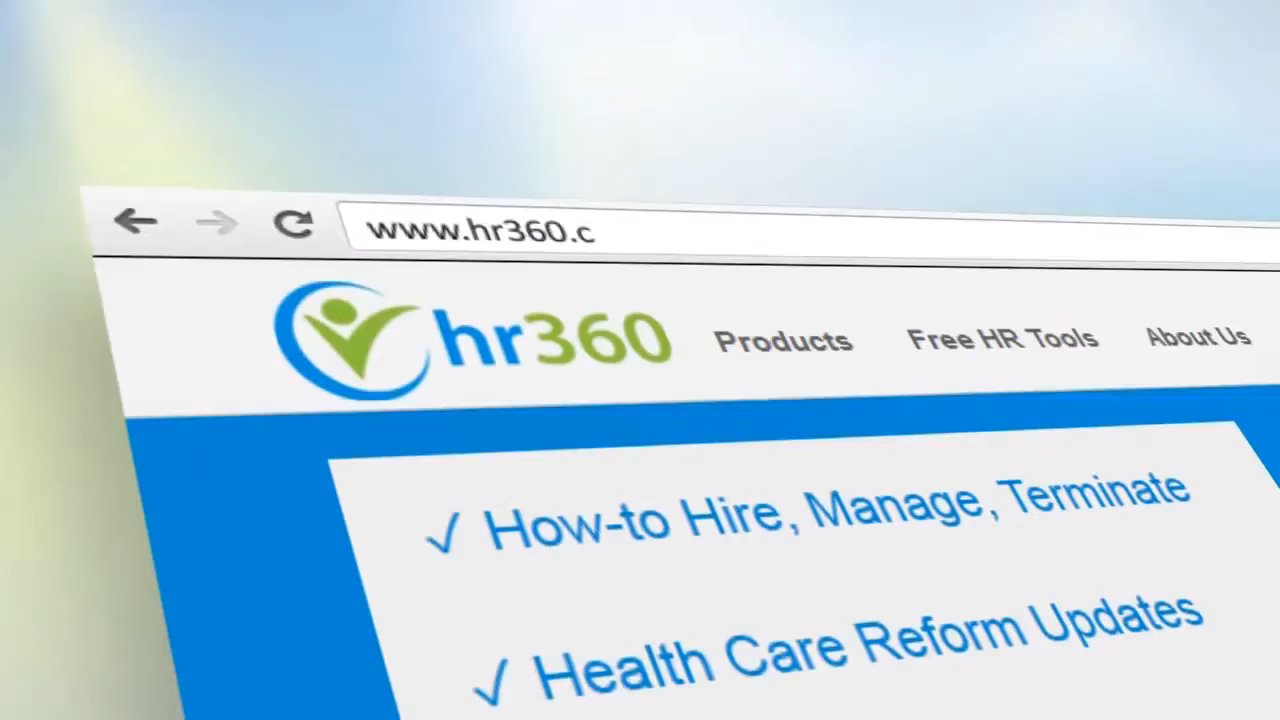 www.hr360.c
hr360 Products Free HR Tools About Us
✓ How-to Hire, Manage, Terminate
✓ Health Care Reform Updates